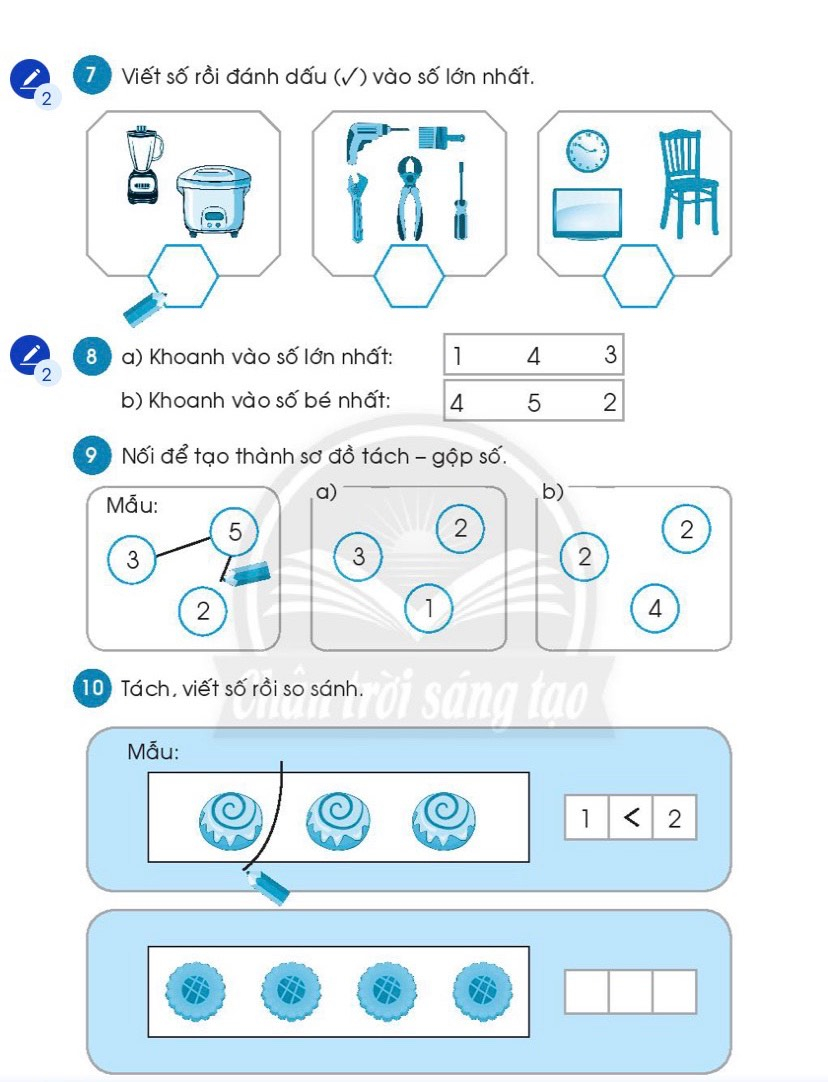 7 Viết số rồi đánh dấu (✓) vào số lớn nhất.
2
8 a) Khoanh vào số lớn nhất:
1 4 3
2
b) Khoanh vào số bé nhất:
4 5 2
9 Nối để tạo thành sơ đồ tách – gộp số.
Mẫu:
5
3
2
a)
2
3
1
b)
2
2
4
Chân trời sáng tạo
10 Tách, viết số rồi so sánh.
Mẫu:
1 < 2